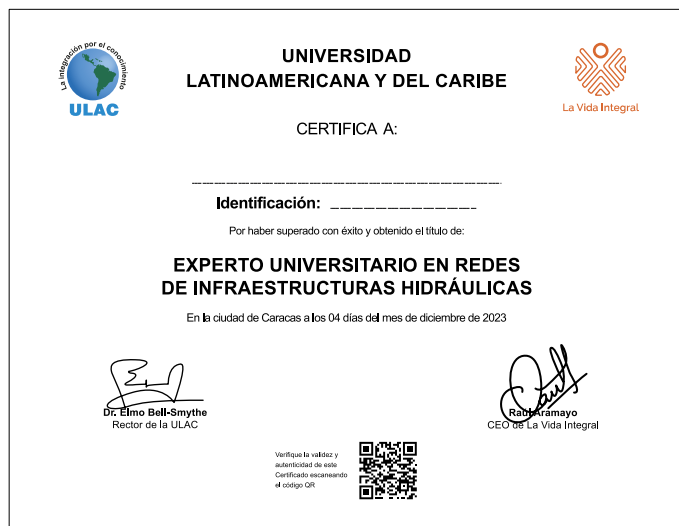 La integración por el conocimiento
ULAC
UNIVERSIDAD
LATINOAMERICANA Y DEL CARIBE
La Vida Integral
CERTIFICA A:
Identificación:
Por haber superado con éxito y obtenido el título de:
EXPERTO UNIVERSITARIO EN REDES
DE INFRAESTRUCTURAS HIDRÁULICAS
En la ciudad de Caracas a los 04 días del mes de diciembre de 2023
Dr. Elmo Bell-Smythe
Rector de la ULAC
Raúl Aramayo
CEO de La Vida Integral
Verifique la validez y
autenticidad de este
Certificado escaneando
el código QR